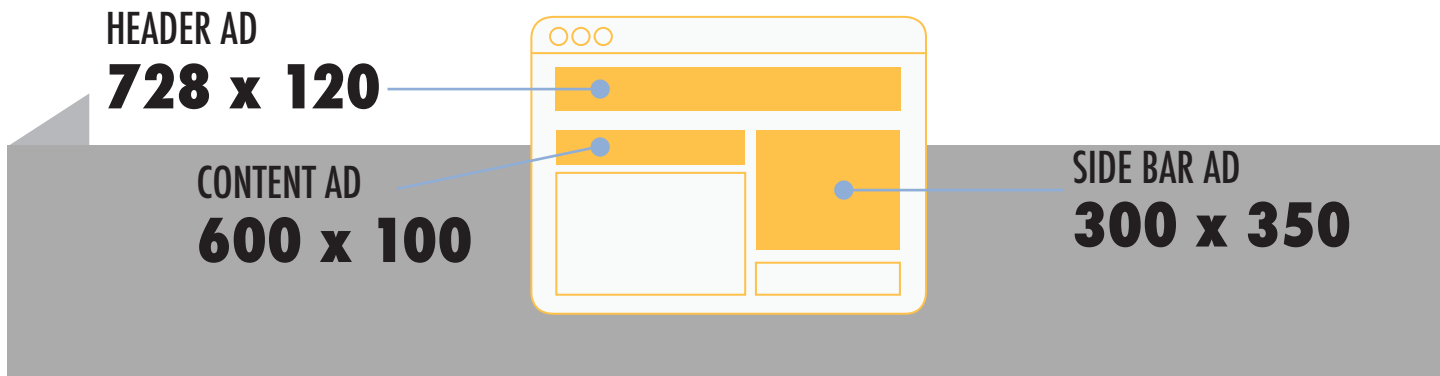 HEADER AD
728 x 120
CONTENT AD
600 x 100
SIDE BAR AD
300 x 350